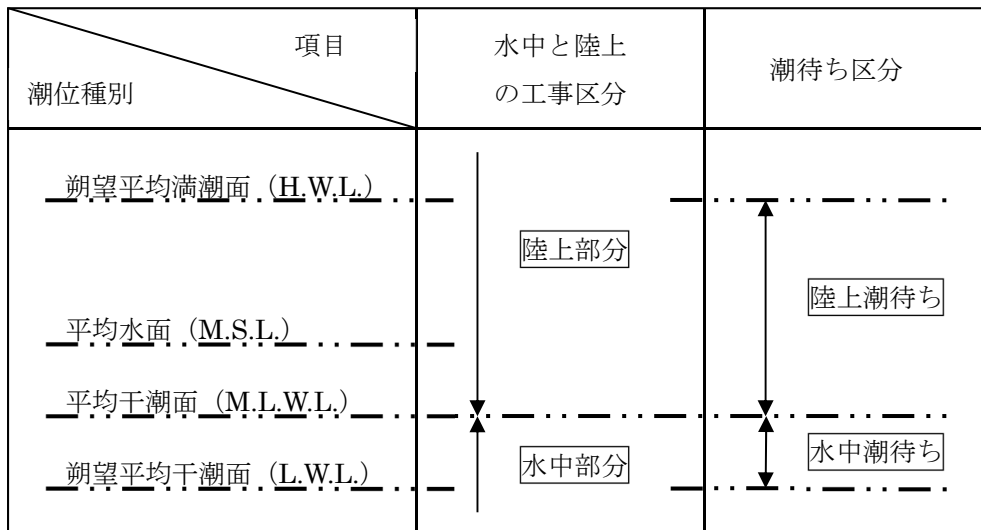 項目
潮位種別
水中と陸上
の工事区分
潮待ち区分
朔望平均満潮面（H.W.L.）
陸上部分
陸上潮待ち
平均水面（M.S.L.）
平均干潮面（M.L.W.L.）
水中部分
水中潮待ち
朔望平均干潮面（L.W.L.）